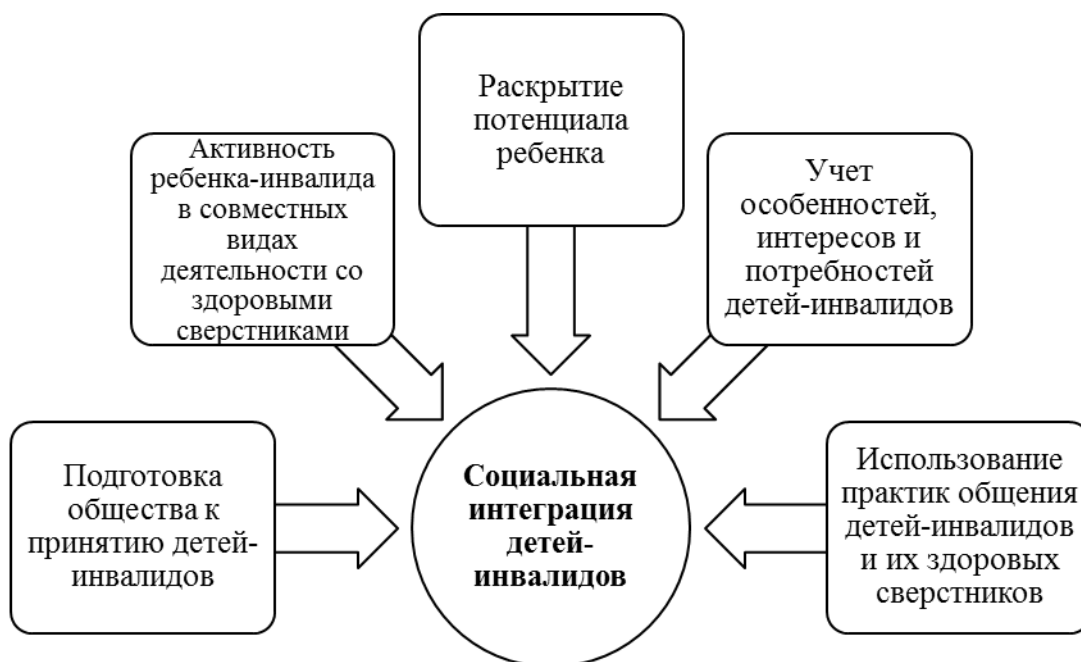 Раскрытие
потенциала
ребенка
Активность
ребенка-инвалида
в совместных
видах
деятельности со
здоровыми
сверстниками
Учет
особенностей,
интересов и
потребностей
детей-инвалидов
Подготовка
общества к
принятию детей-
инвалидов
Социальная
интеграция
детей-
инвалидов
Использование
практик общения
детей-инвалидов
и их здоровых
сверстников